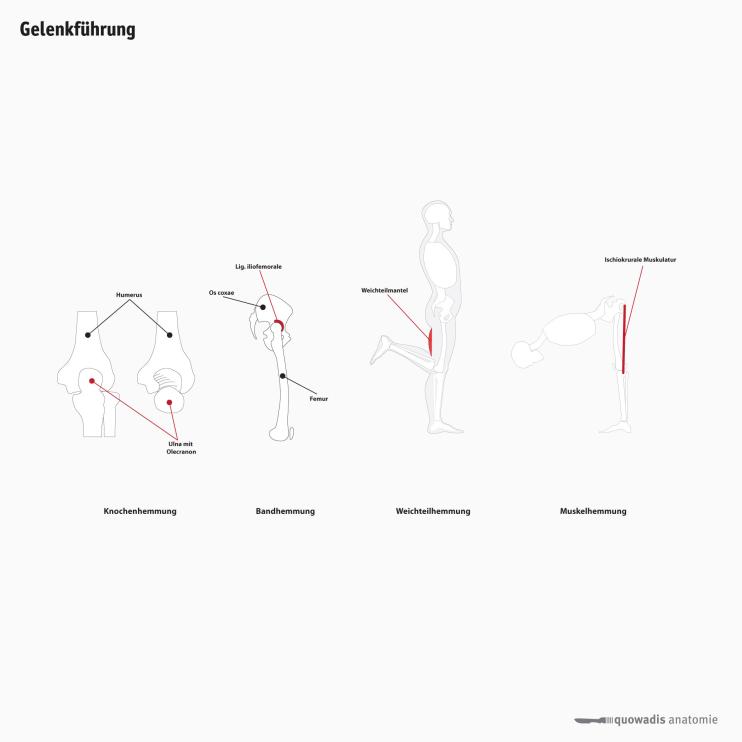 Gelenkführung
Ischiokrurale Muskulatur
Lig. iliofemorale
Weichteilmantel
Os coxae
Humerus
Femur
Ulna mit
Olecranon
Knochenhemmung
Bandhemmung
Weichteilhemmung
Muskelhemmung
quowadis anatomie